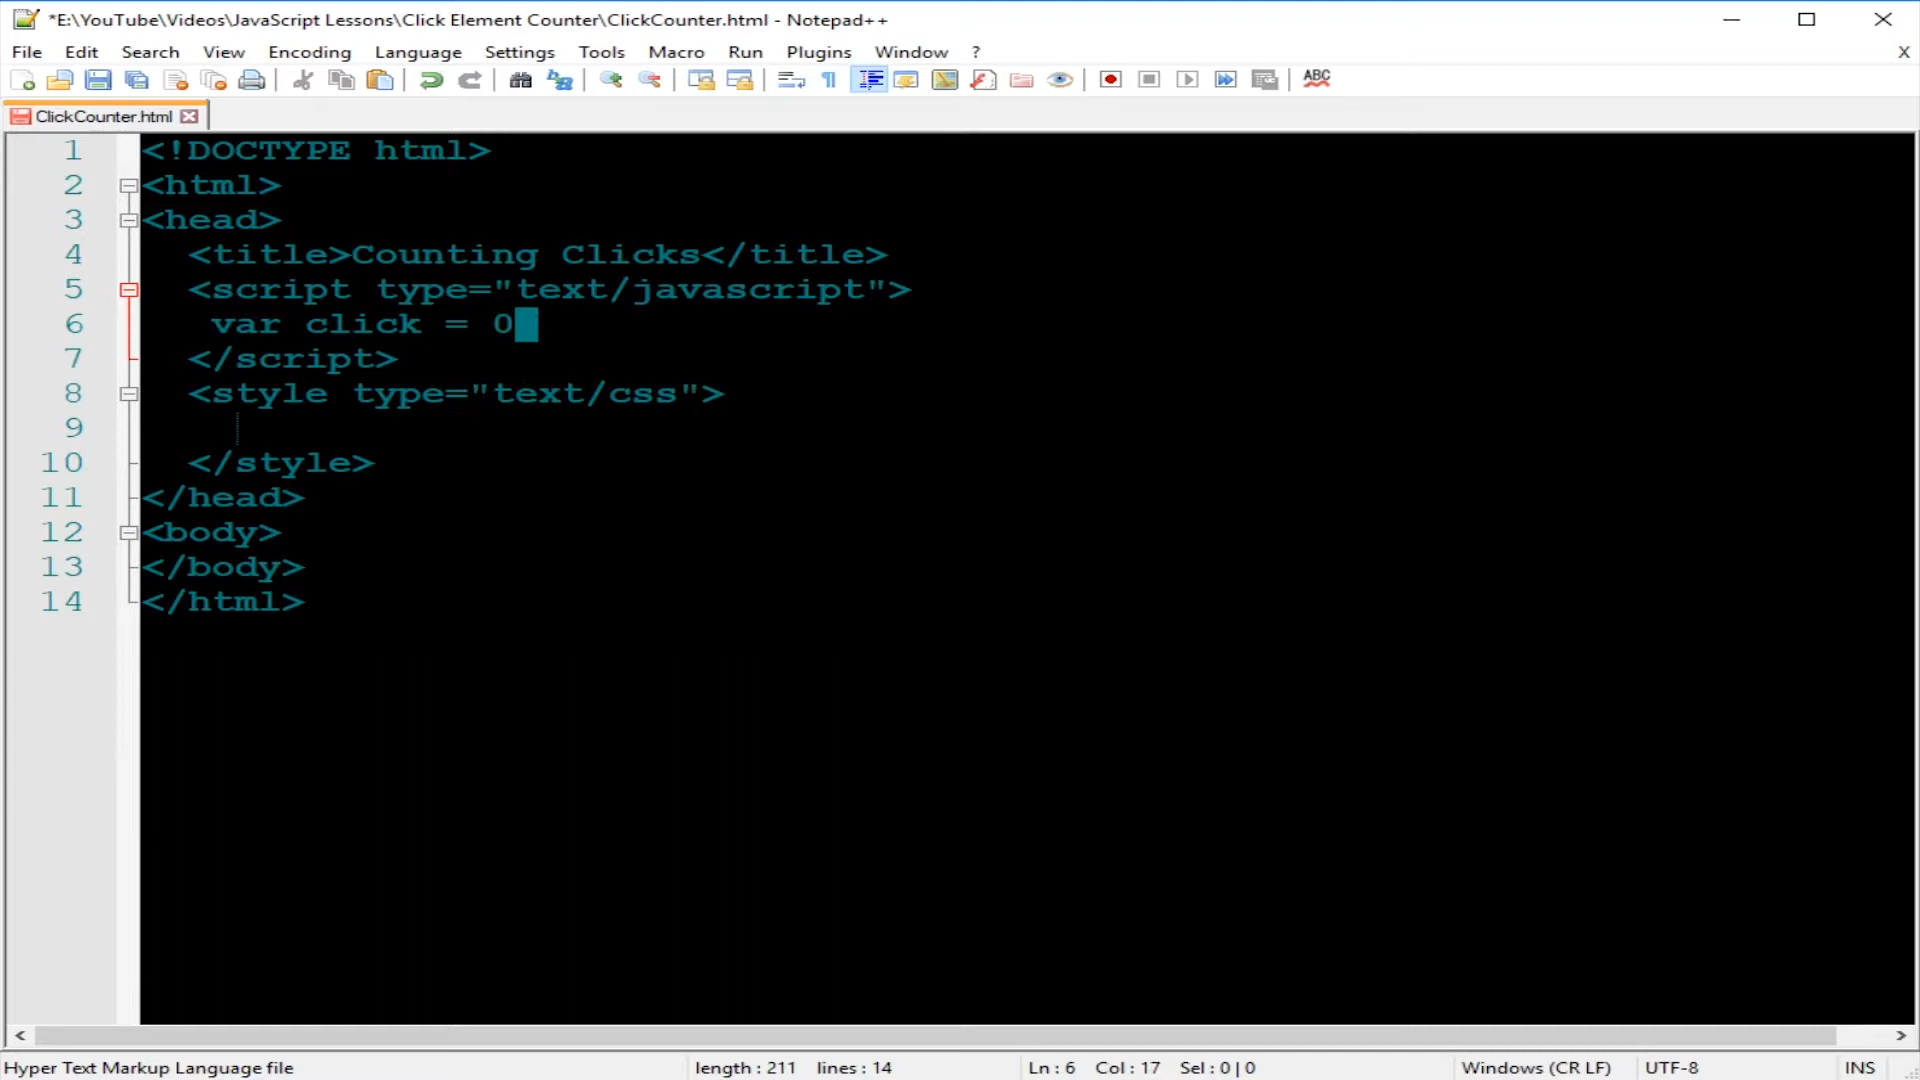 *E:\YouTube\Videos\JavaScript Lessons\Click Element Counter\ClickCounter.html - Notepad++
File Edit Search View Encoding Language Settings Tools Macro Run Plugins Window ? X
ABC
ClickCounter.html
1 <!DOCTYPE html>
2 <html>
3 <head>
4 <title>Counting Clicks</title>
5 <script type="text/javascript">
6 var click = 0
7 </script>
8 <style type="text/css">
9
10 </style>
11 </head>
12 <body>
13 </body>
14 </html>
Hyper Text Markup Language file length : 211 lines : 14 Ln : 6 Col : 17 Sel : 0 | 0 Windows (CR LF) UTF-8 INS